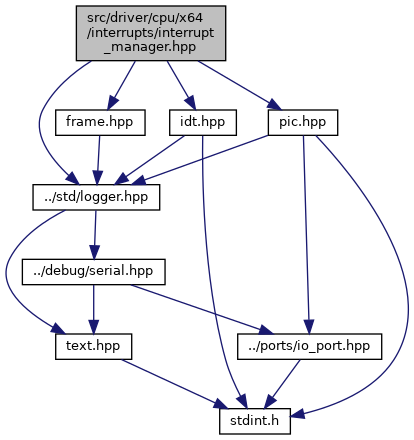 src/driver/cpu/x64
/interrupts/interrupt
_manager.hpp
frame.hpp
idt.hpp
pic.hpp
../std/logger.hpp
../debug/serial.hpp
text.hpp
../ports/io_port.hpp
stdint.h